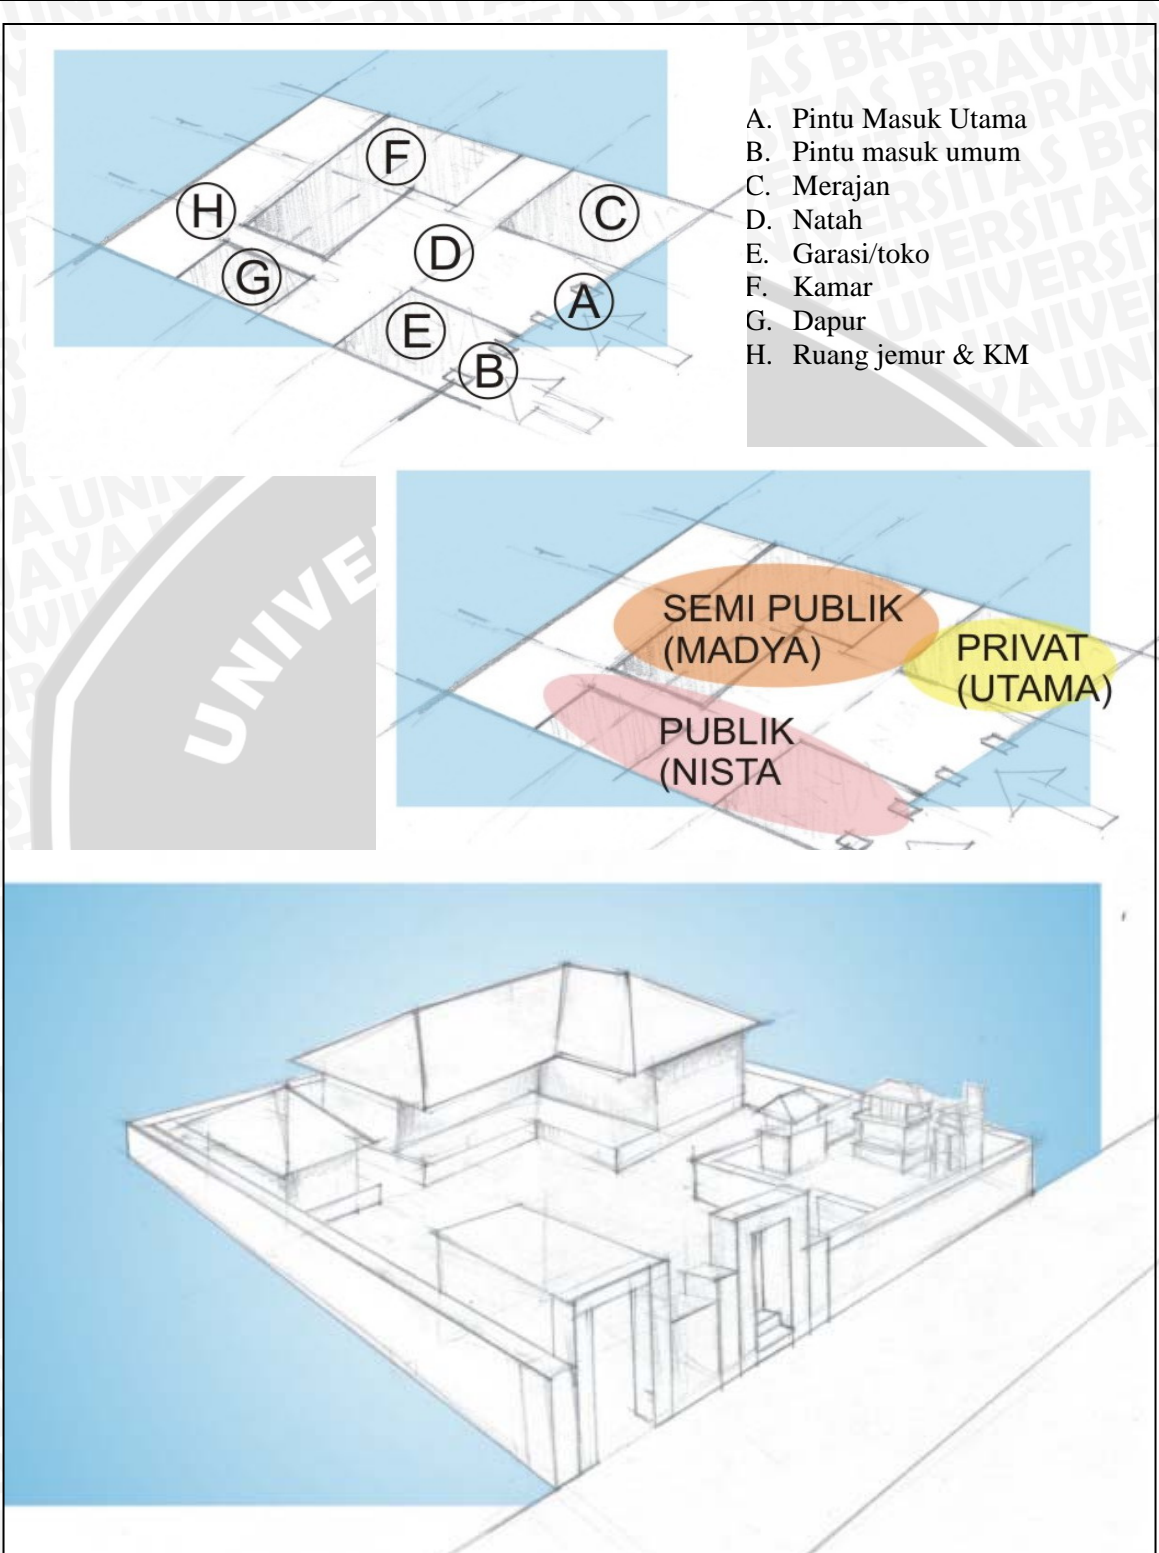 F
H
C
D
G
A
E
B
A. Pintu Masuk Utama
B. Pintu masuk umum
C. Merajan
D. Natah
E. Garasi/toko
F. Kamar
G. Dapur
H. Ruang jemur & KM
SEMI PUBLIK
(MADYA)
PRIVAT
(UTAMA)
PUBLIK
(NISTA